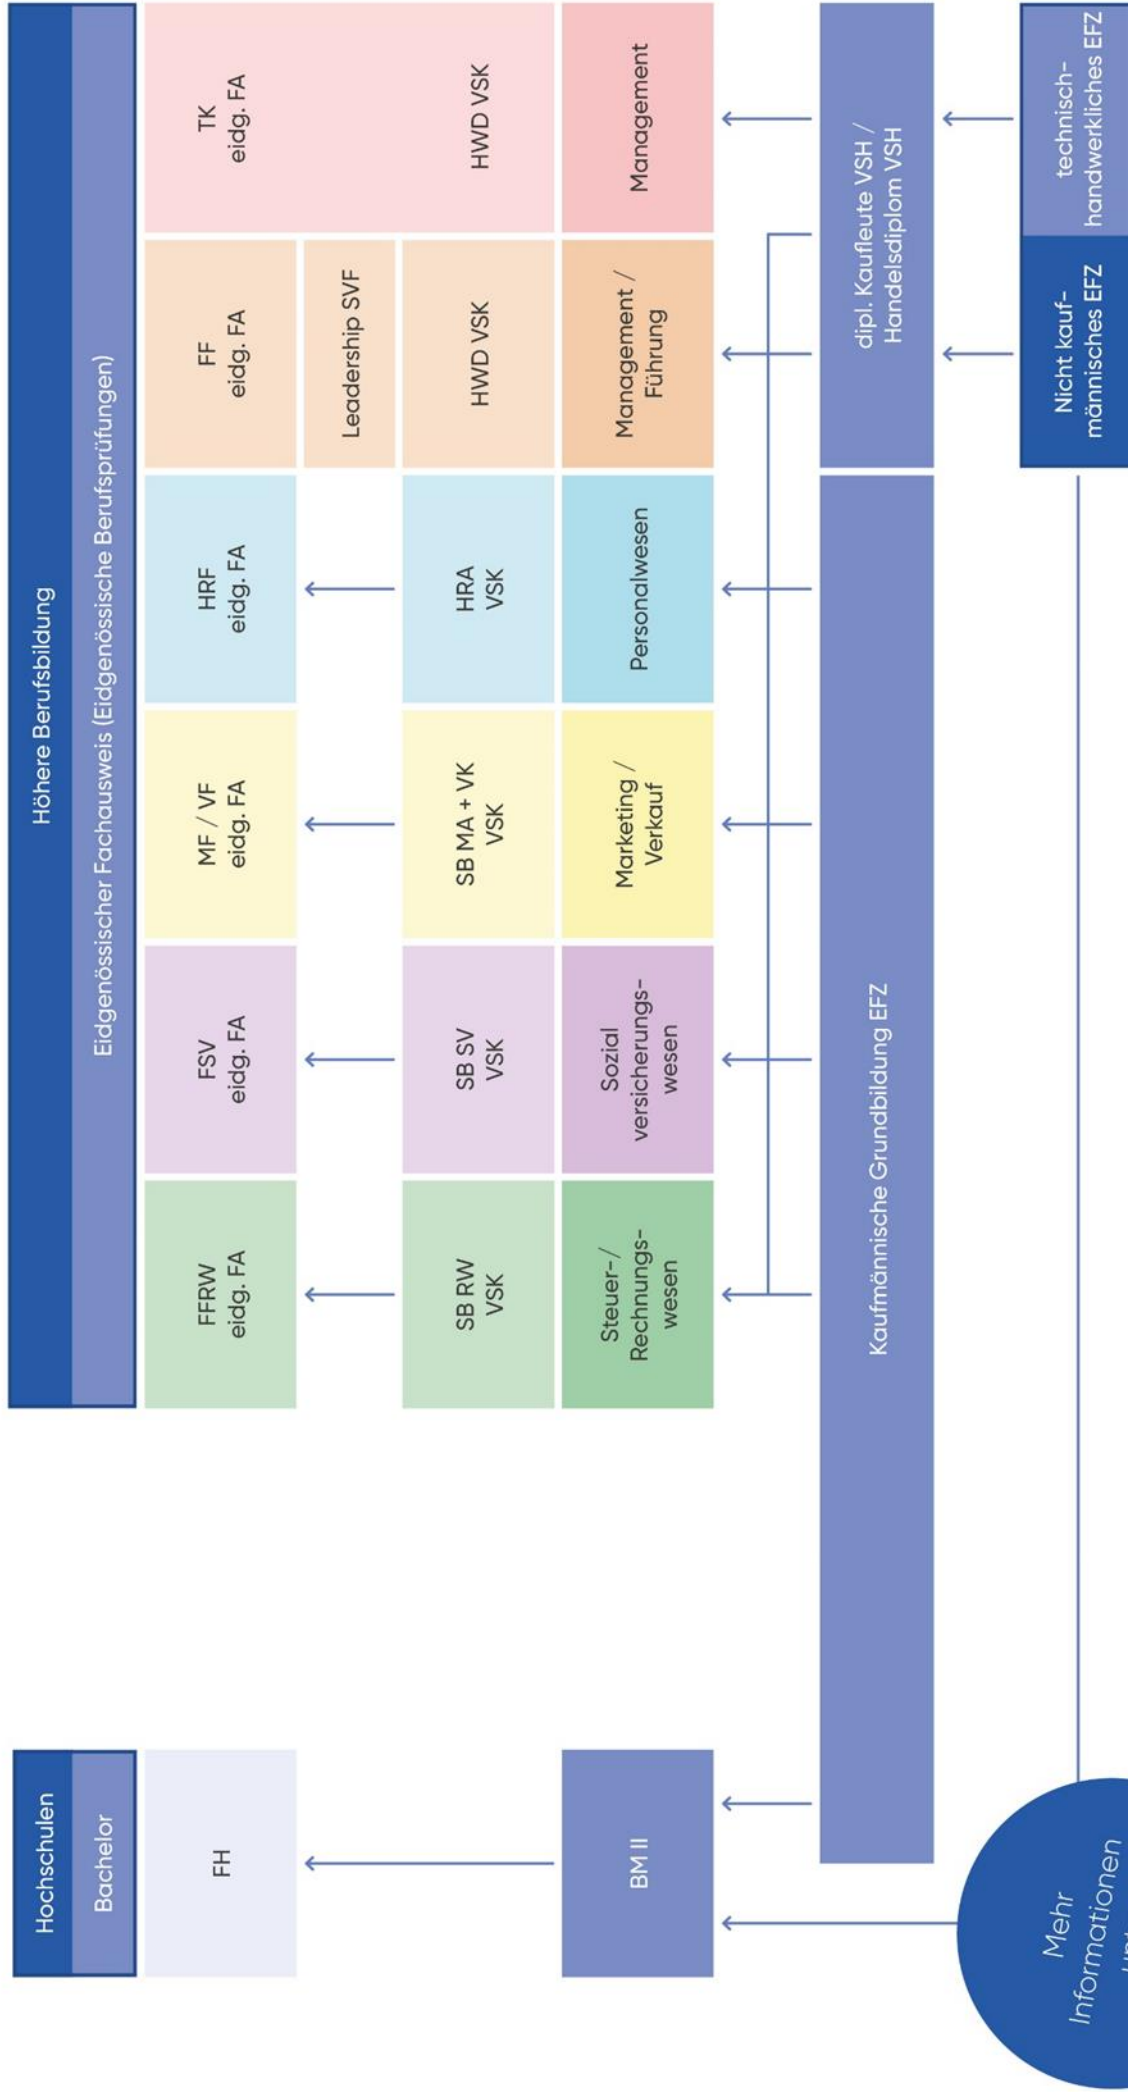 Hochschulen
Bachelor
FH
BM II
Höhere Berufsbildung
Eidgenössischer Fachausweis (Eidgenössische Berufsprüfungen)
FFRW
eidg. FA
FSV
eidg. FA
MF / VF
eidg. FA
HRF
eidg. FA
FF
eidg. FA
TK
eidg. FA
Leadership SVF
SB RW
VSK
SB SV
VSK
SB MA + VK
VSK
HRA
VSK
HWD VSK
HWD VSK
Steuer-/
Rechnungs-
wesen
Sozial
versicherungs-
wesen
Marketing /
Verkauf
Personalwesen
Management /
Führung
Management
Kaufmännische Grundbildung EFZ
dipl. Kaufleute VSH /
Handelsdiplom VSH
Mehr
Informationen
Nicht kauf-
männisches EFZ
technisch-
handwerkliches EFZ